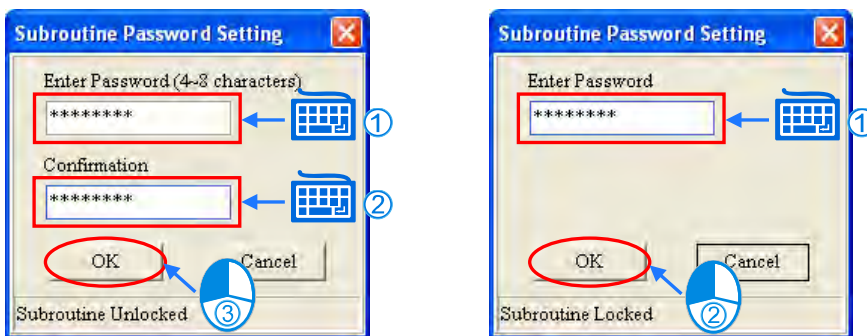 Subroutine Password Setting
Enter Password (4~8 characters)
********
1
Confirmation
********
2
OK
Cancel
3
Subroutine Unlocked
Subroutine Password Setting
Enter Password
********
1
OK
Cancel
2
Subroutine Locked